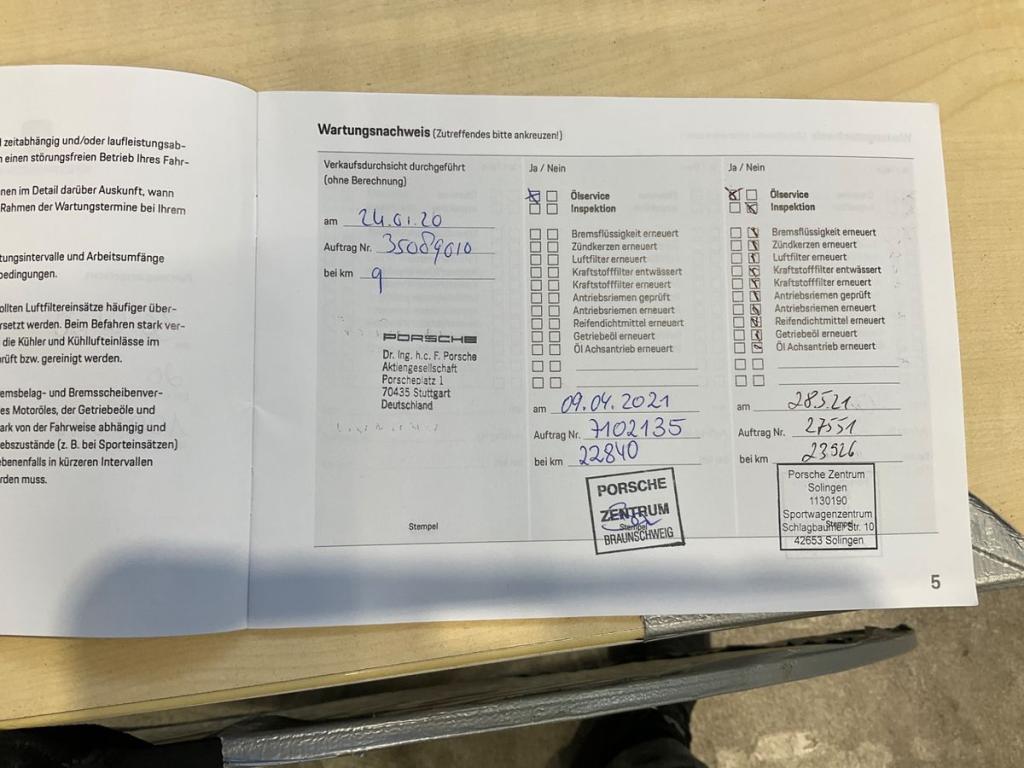 l zeitabhängig und/oder laufleistungsab-
n einen störungsfreien Betrieb Ihres Fahr-
nen im Detail darüber Auskunft, wann
Rahmen der Wartungstermine bei Ihrem
tungsintervalle und Arbeitsumfänge
bedingungen.
ollten Luftfiltereinsätze häufiger über-
rsetzt werden. Beim Befahren stark ver-
die Kühler und Kühllufteinlässe im
rüft bzw. gereinigt werden.
emsbelag- und Bremsscheibenver-
es Motoröles, der Getriebeöle und
ark von der Fahrweise abhängig und
ebszustände (z. B. bei Sporteinsätzen)
ebenenfalls in kürzeren Intervallen
rden muss.
Wartungsnachweis (Zutreffendes bitte ankreuzen!)
Verkaufsdurchsicht durchgeführt
(ohne Berechnung)
am 24.01.20
Auftrag Nr. 35089010
bei km 9
PORSCHE
Dr. Ing. h.c. F. Porsche
Aktiengesellschaft
Porscheplatz 1
70435 Stuttgart
Deutschland
Stempel
Ja / Nein
Ölservice
Inspektion
Bremsflüssigkeit erneuert
Zündkerzen erneuert
Luftfilter erneuert
Kraftstofffilter entwässert
Kraftstofffilter erneuert
Antriebsriemen geprüft
Antriebsriemen erneuert
Reifendichtmittel erneuert
Getriebeöl erneuert
Öl Achsantrieb erneuert
am 09.04.2021
Auftrag Nr. 7102135
bei km 22840
PORSCHE
ZENTRUM
Stempel
BRAUNSCHWEIG
Ja / Nein
Ölservice
Inspektion
Bremsflüssigkeit erneuert
Zündkerzen erneuert
Luftfilter erneuert
Kraftstofffilter entwässert
Kraftstofffilter erneuert
Antriebsriemen geprüft
Antriebsriemen erneuert
Reifendichtmittel erneuert
Getriebeöl erneuert
Öl Achsantrieb erneuert
am 28.5.21
Auftrag Nr. 27551
bei km 23926
Porsche Zentrum
Solingen
1130190
Sportwagenzentrum
Stempel
Schlagbaumer Str. 10
42653 Solingen
5